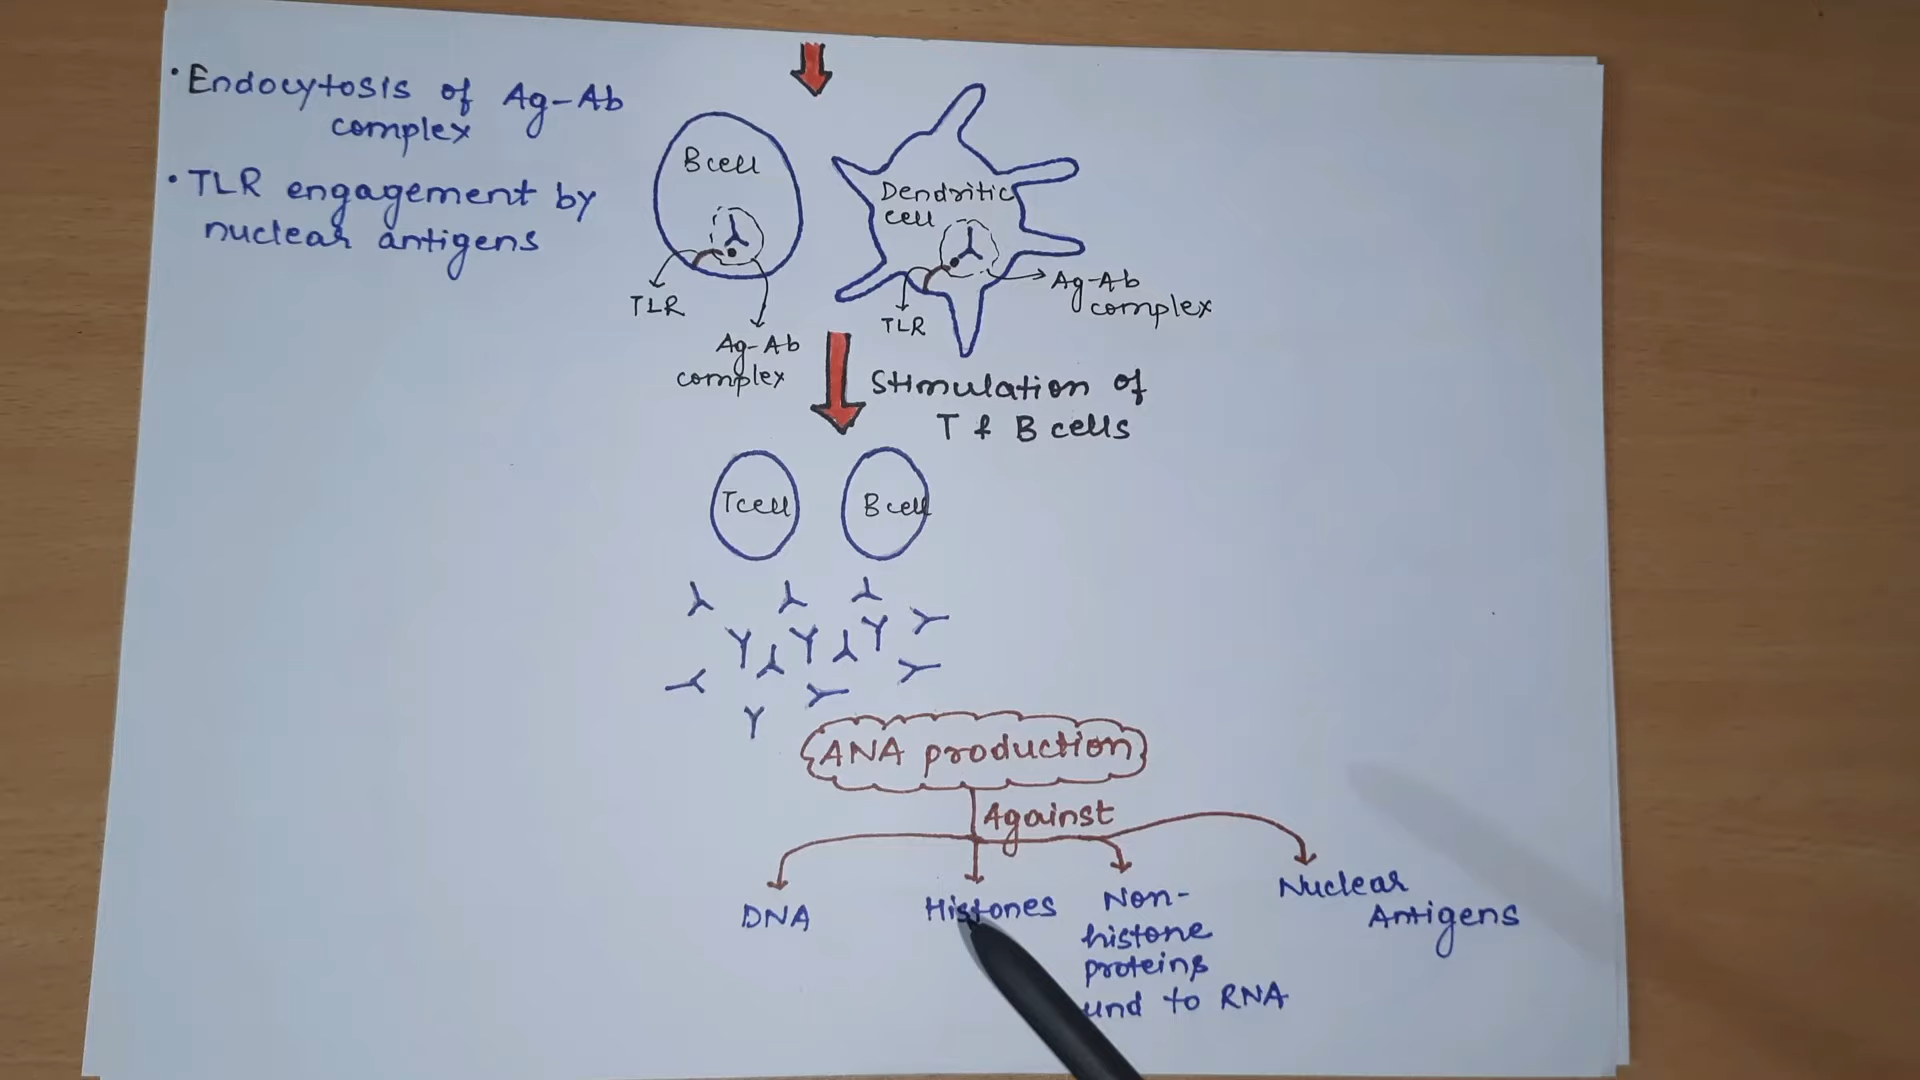 • Endocytosis of Ag-Ab
complex
• TLR engagement by
nuclear antigens
B cell
Dendritic
cell
TLR
Ag-Ab
complex
TLR
Ag-Ab
complex
Stimulation of
T & B cells
T cell
B cell
ANA production
Against
DNA
Histones
Non-
histone
proteins
und to RNA
Nuclear
Antigens